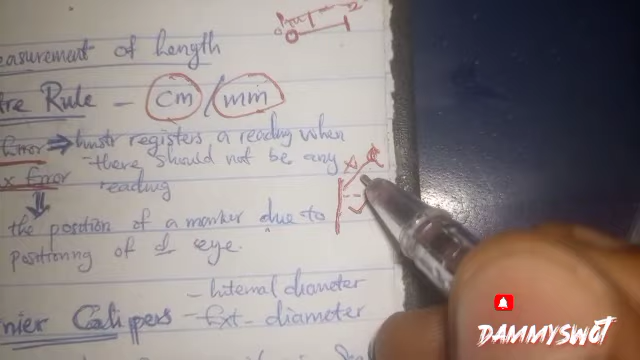 easurement of Length
tre Rule - cm / mm
Error => Instr registers a reading when
there should not be any
x Error reading
the position of a marker due to
positioning of d eye.
- Internal diameter
nier Calipers - Ext - diameter
DAMMYSWOT